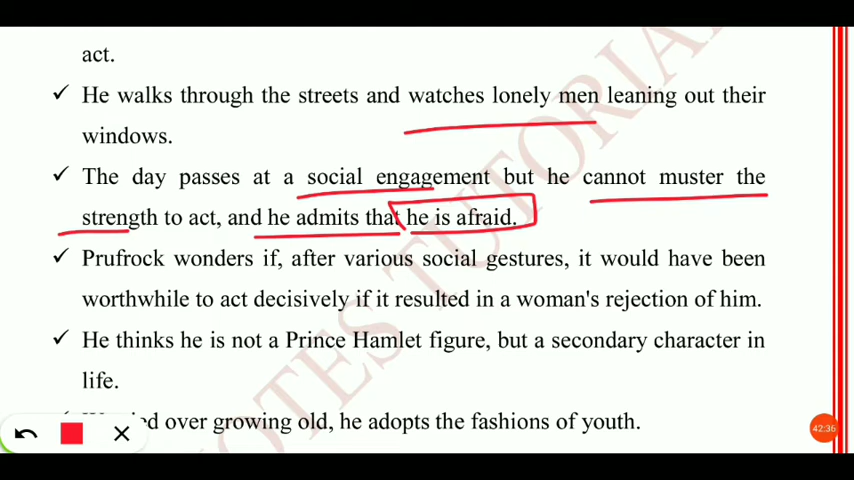 act.
✓ He walks through the streets and watches lonely men leaning out their
windows.
✓ The day passes at a social engagement but he cannot muster the
strength to act, and he admits that he is afraid.
✓ Prufrock wonders if, after various social gestures, it would have been
worthwhile to act decisively if it resulted in a woman's rejection of him.
✓ He thinks he is not a Prince Hamlet figure, but a secondary character in
life.
over growing old, he adopts the fashions of youth.
42:36
NOTES TUTORIAL